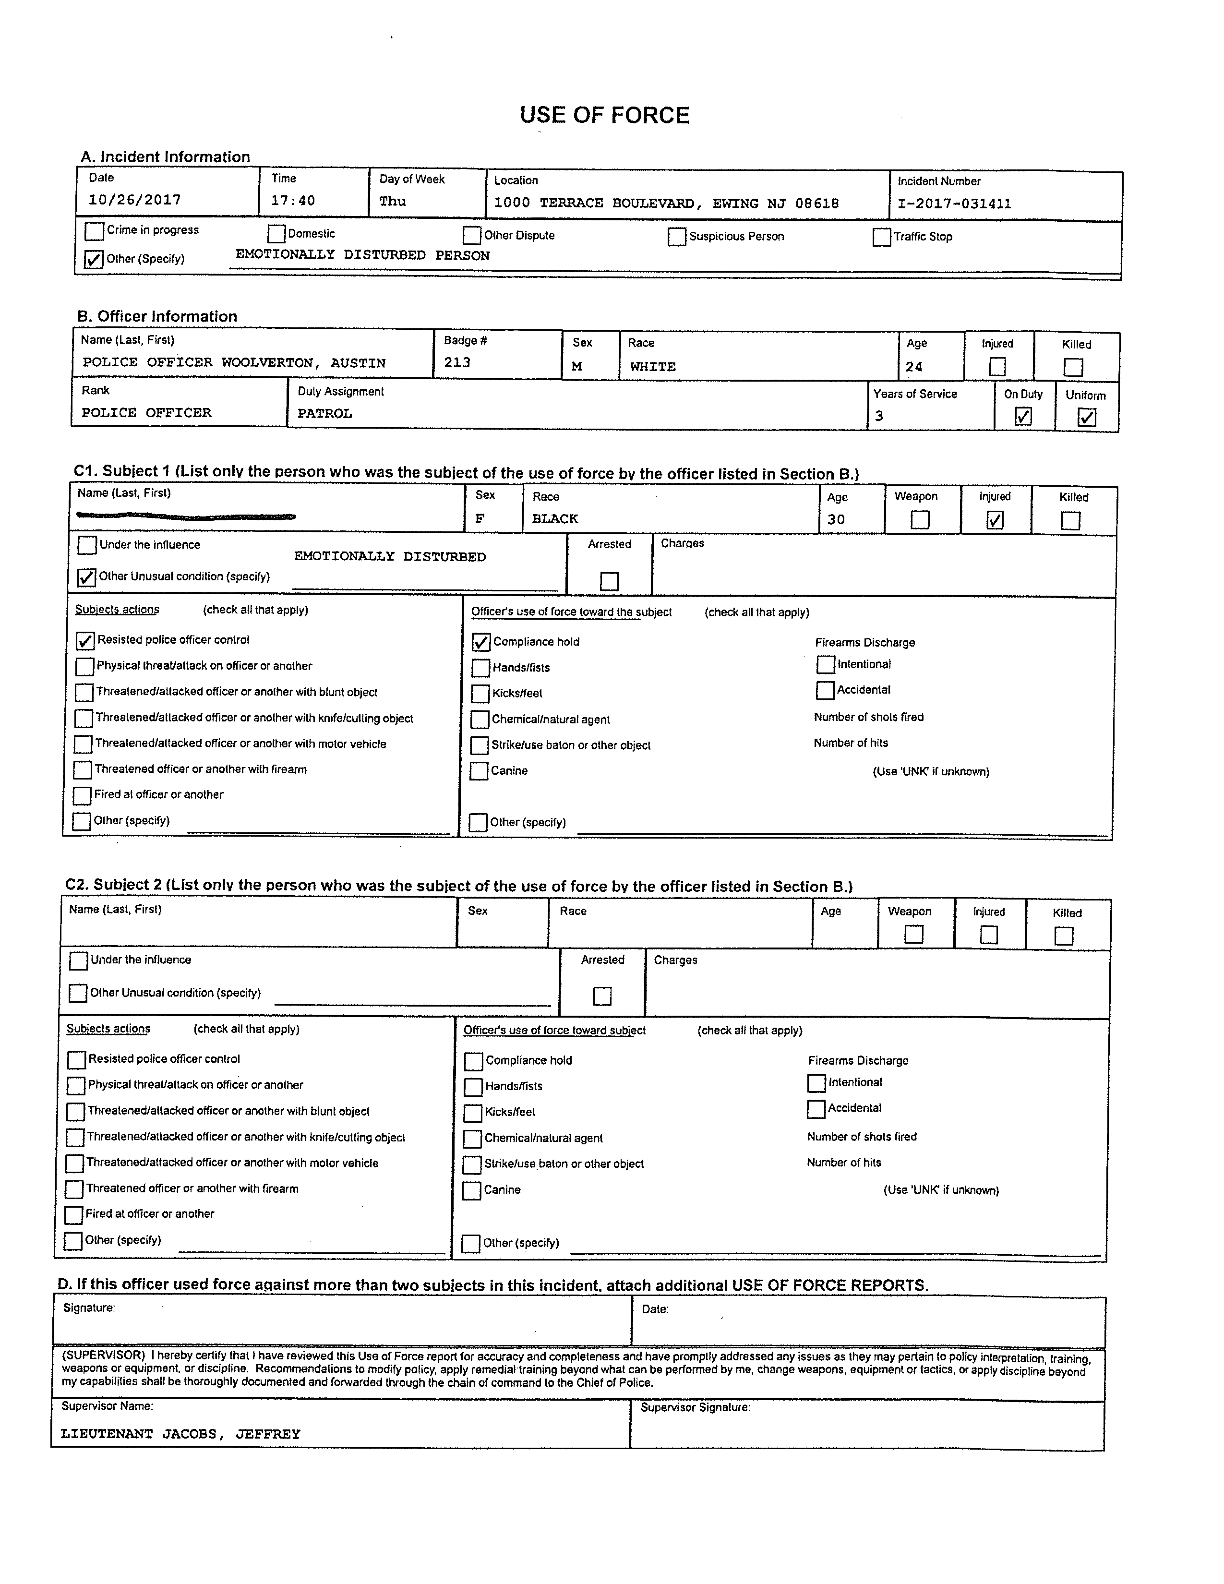 USE OF FORCE
A. Incident Information
Date Time Day of Week Location Incident Number
10/26/2017 17:40 Thu 1000 TERRACE BOULEVARD, EWING NJ 08618 I-2017-031411
Crime in progress Domestic Other Dispute Suspicious Person Traffic Stop
Other (Specify) EMOTIONALLY DISTURBED PERSON
B. Officer Information
Name (Last, First) Badge # Sex Race Age Injured Killed
POLICE OFFICER WOOLVERTON, AUSTIN 213 M WHITE 24
Rank Duty Assignment Years of Service On Duty Uniform
POLICE OFFICER PATROL 3
C1. Subject 1 (List only the person who was the subject of the use of force by the officer listed in Section B.)
Name (Last, First) Sex Race Age Weapon Injured Killed
F BLACK 30
Under the influence Arrested Charges
EMOTIONALLY DISTURBED
Other Unusual condition (specify)
Subjects actions (check all that apply) Officer's use of force toward the subject (check all that apply)
Resisted police officer control Compliance hold Firearms Discharge
Physical threat/attack on officer or another Hands/fists Intentional
Threatened/attacked officer or another with blunt object Kicks/feet Accidental
Threatened/attacked officer or another with knife/cutting object Chemical/natural agent Number of shots fired
Threatened/attacked officer or another with motor vehicle Strike/use baton or other object Number of hits
Threatened officer or another with firearm Canine (Use 'UNK' if unknown)
Fired at officer or another
Other (specify) Other (specify)
C2. Subject 2 (List only the person who was the subject of the use of force by the officer listed in Section B.)
Name (Last, First) Sex Race Age Weapon Injured Killed
Under the influence Arrested Charges
Other Unusual condition (specify)
Subjects actions (check all that apply) Officer's use of force toward subject (check all that apply)
Resisted police officer control Compliance hold Firearms Discharge
Physical threat/attack on officer or another Hands/fists Intentional
Threatened/attacked officer or another with blunt object Kicks/feet Accidental
Threatened/attacked officer or another with knife/cutting object Chemical/natural agent Number of shots fired
Threatened/attacked officer or another with motor vehicle Strike/use baton or other object Number of hits
Threatened officer or another with firearm Canine (Use 'UNK' if unknown)
Fired at officer or another
Other (specify) Other (specify)
D. If this officer used force against more than two subjects in this incident, attach additional USE OF FORCE REPORTS.
Signature: Date:
(SUPERVISOR) I hereby certify that I have reviewed this Use of Force report for accuracy and completeness and have promptly addressed any issues as they may pertain to policy interpretation, training,
weapons or equipment, or discipline. Recommendations to modify policy, apply remedial training beyond what can be performed by me, change weapons, equipment or tactics, or apply discipline beyond
my capabilities shall be thoroughly documented and forwarded through the chain of command to the Chief of Police.
Supervisor Name: Supervisor Signature:
LIEUTENANT JACOBS, JEFFREY